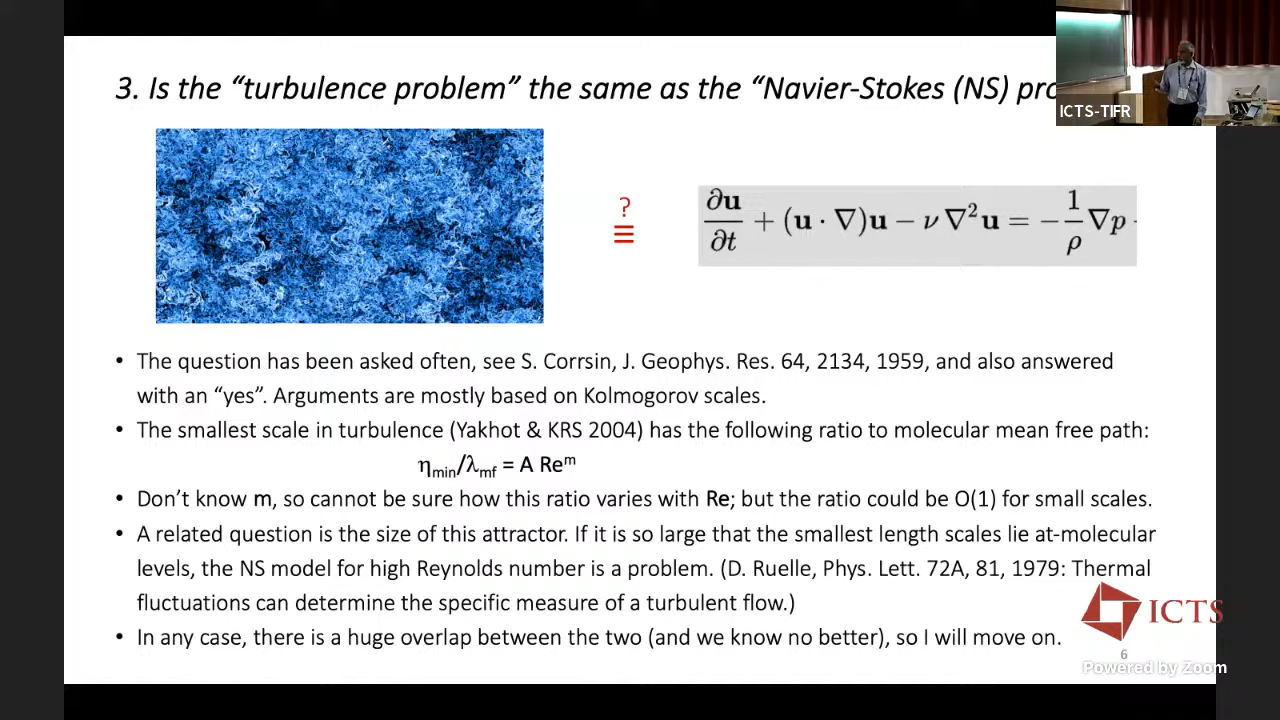 3. Is the “turbulence problem” the same as the “Navier-Stokes (NS) pro
ICTS-TIFR
?
≡
∂u/∂t + (u · ∇)u − ν ∇²u = −1/ρ ∇p
• The question has been asked often, see S. Corrsin, J. Geophys. Res. 64, 2134, 1959, and also answered
with an “yes”. Arguments are mostly based on Kolmogorov scales.
• The smallest scale in turbulence (Yakhot & KRS 2004) has the following ratio to molecular mean free path:
η_min/λ_mf = A Re^m
• Don’t know m, so cannot be sure how this ratio varies with Re; but the ratio could be O(1) for small scales.
• A related question is the size of this attractor. If it is so large that the smallest length scales lie at-molecular
levels, the NS model for high Reynolds number is a problem. (D. Ruelle, Phys. Lett. 72A, 81, 1979: Thermal
fluctuations can determine the specific measure of a turbulent flow.)
• In any case, there is a huge overlap between the two (and we know no better), so I will move on.
ICTS
6
Powered by Zoom